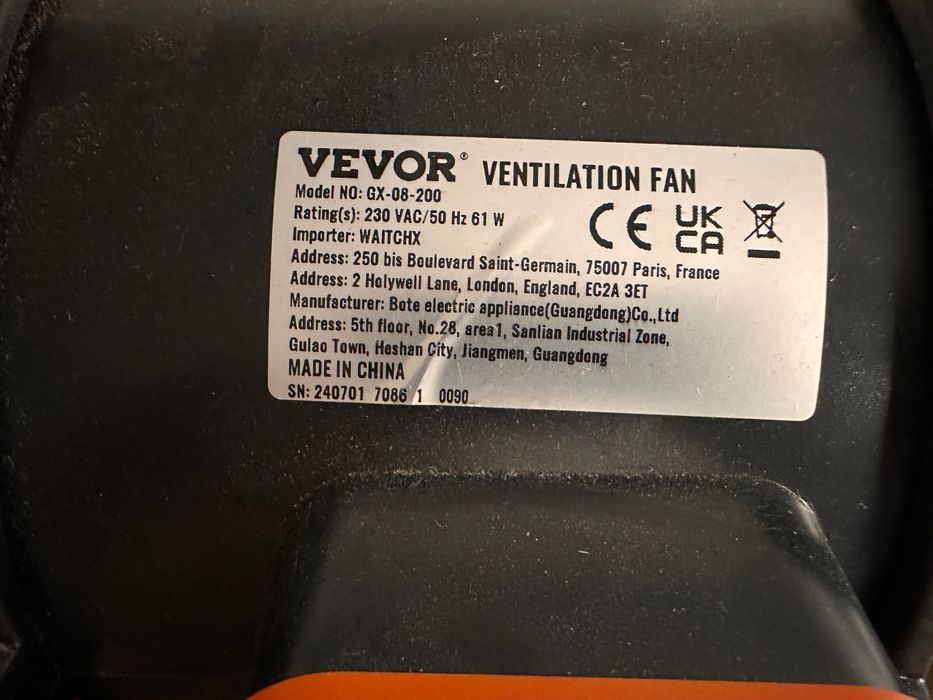 VEVOR® VENTILATION FAN
Model NO: GX-08-200
Rating(s): 230 VAC/50 Hz 61 W
Importer: WAITCHX
CE UK CA
Address: 250 bis Boulevard Saint-Germain, 75007 Paris, France
Address: 2 Holywell Lane, London, England, EC2A 3ET
Manufacturer: Bote electric appliance(Guangdong)Co.,Ltd
Address: 5th floor, No.28, area1, Sanlian Industrial Zone,
Gulao Town, Heshan City, Jiangmen, Guangdong
MADE IN CHINA
SN: 240701 7086 1 0090